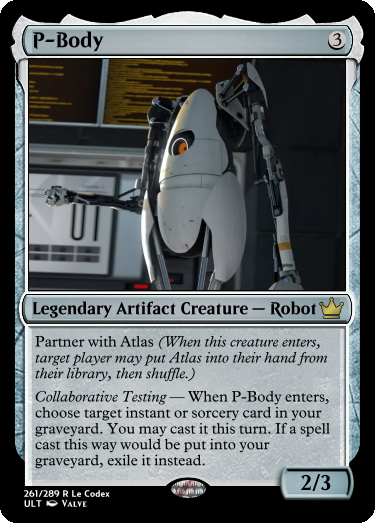 P-Body 3
01
Legendary Artifact Creature — Robot
Partner with Atlas (When this creature enters,
target player may put Atlas into their hand from
their library, then shuffle.)
Collaborative Testing — When P-Body enters,
choose target instant or sorcery card in your
graveyard. You may cast it this turn. If a spell
cast this way would be put into your
graveyard, exile it instead.
2/3
261/289 R Le Codex
ULT VALVE